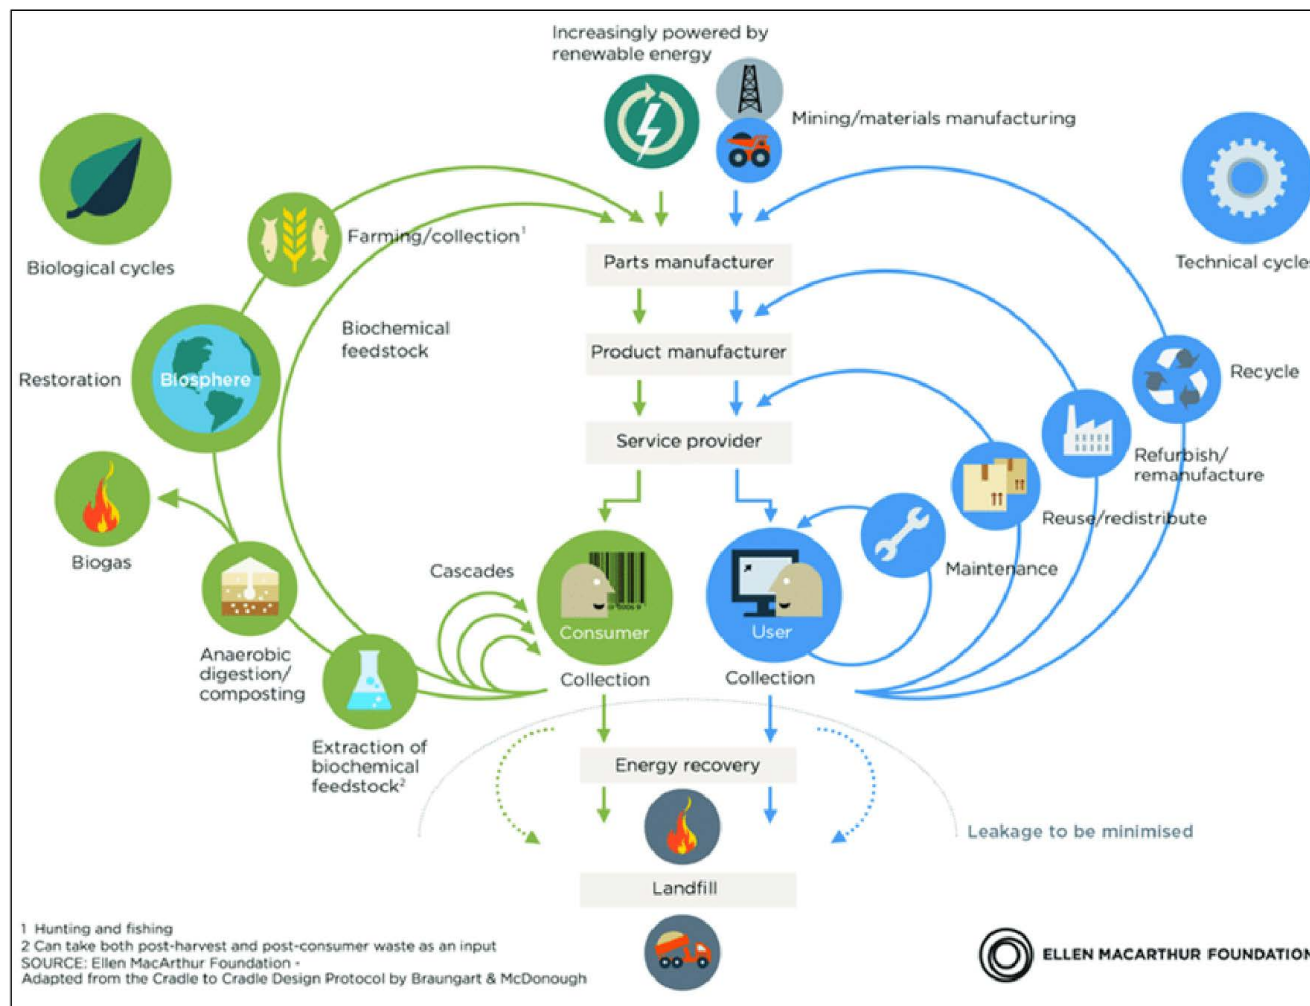 Increasingly powered by
renewable energy
Mining/materials manufacturing
Biological cycles
Farming/collection1
Technical cycles
Parts manufacturer
Biochemical
feedstock
Product manufacturer
Restoration
Biosphere
Recycle
Service provider
Refurbish/
remanufacture
Reuse/redistribute
Biogas
Cascades
Maintenance
Consumer
User
Anaerobic
digestion/
composting
Collection
Collection
Extraction of
biochemical
feedstock2
Energy recovery
Leakage to be minimised
Landfill
1 Hunting and fishing
2 Can take both post-harvest and post-consumer waste as an input
SOURCE: Ellen MacArthur Foundation -
Adapted from the Cradle to Cradle Design Protocol by Braungart & McDonough
ELLEN MACARTHUR FOUNDATION